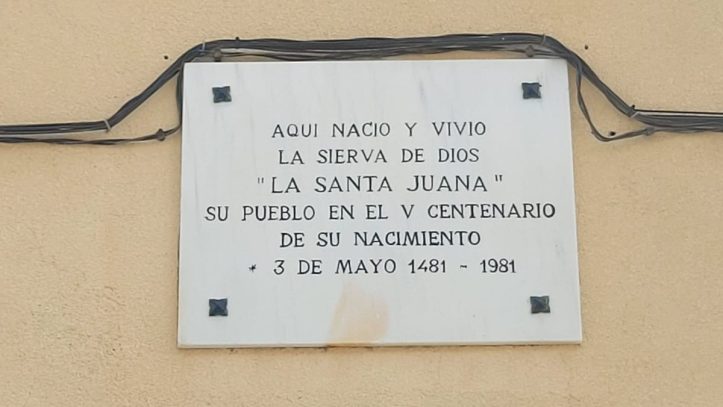 AQUI NACIO Y VIVIO
LA SIERVA DE DIOS
"LA SANTA JUANA"
SU PUEBLO EN EL V CENTENARIO
DE SU NACIMIENTO
* 3 DE MAYO 1481 - 1981